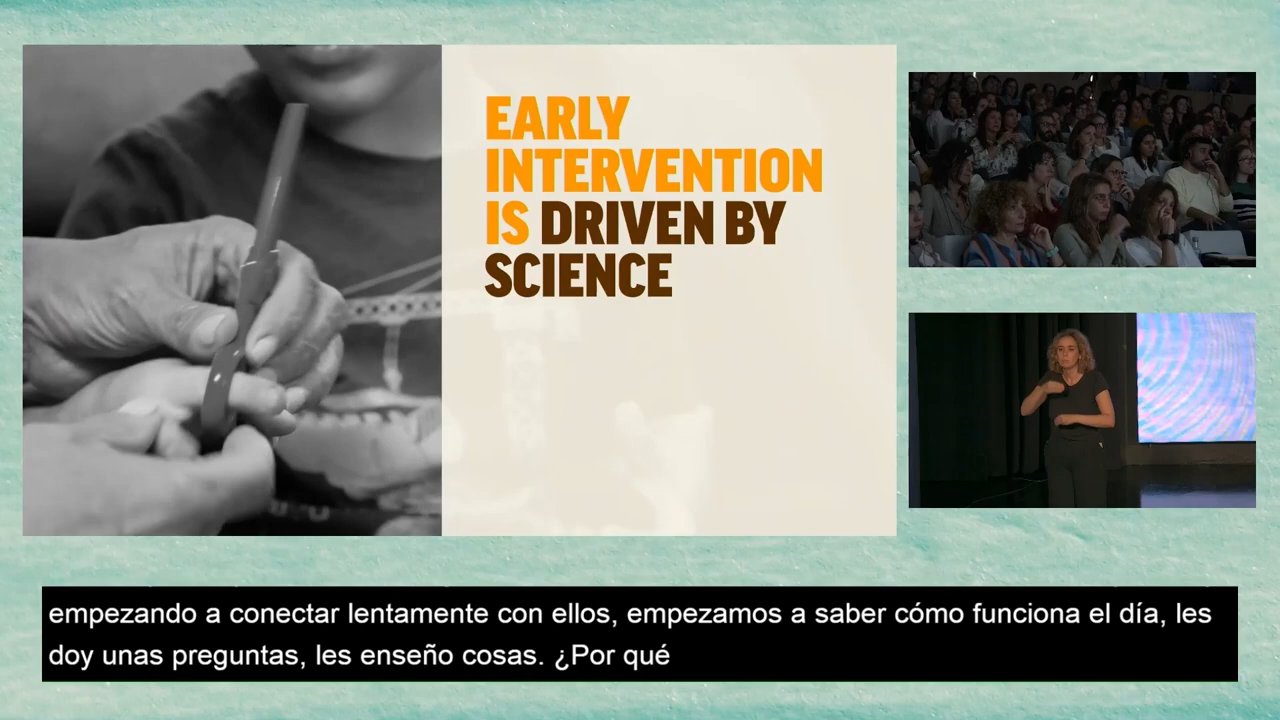 EARLY
INTERVENTION
IS DRIVEN BY
SCIENCE
empezando a conectar lentamente con ellos, empezamos a saber cómo funciona el día, les
doy unas preguntas, les enseño cosas. ¿Por qué